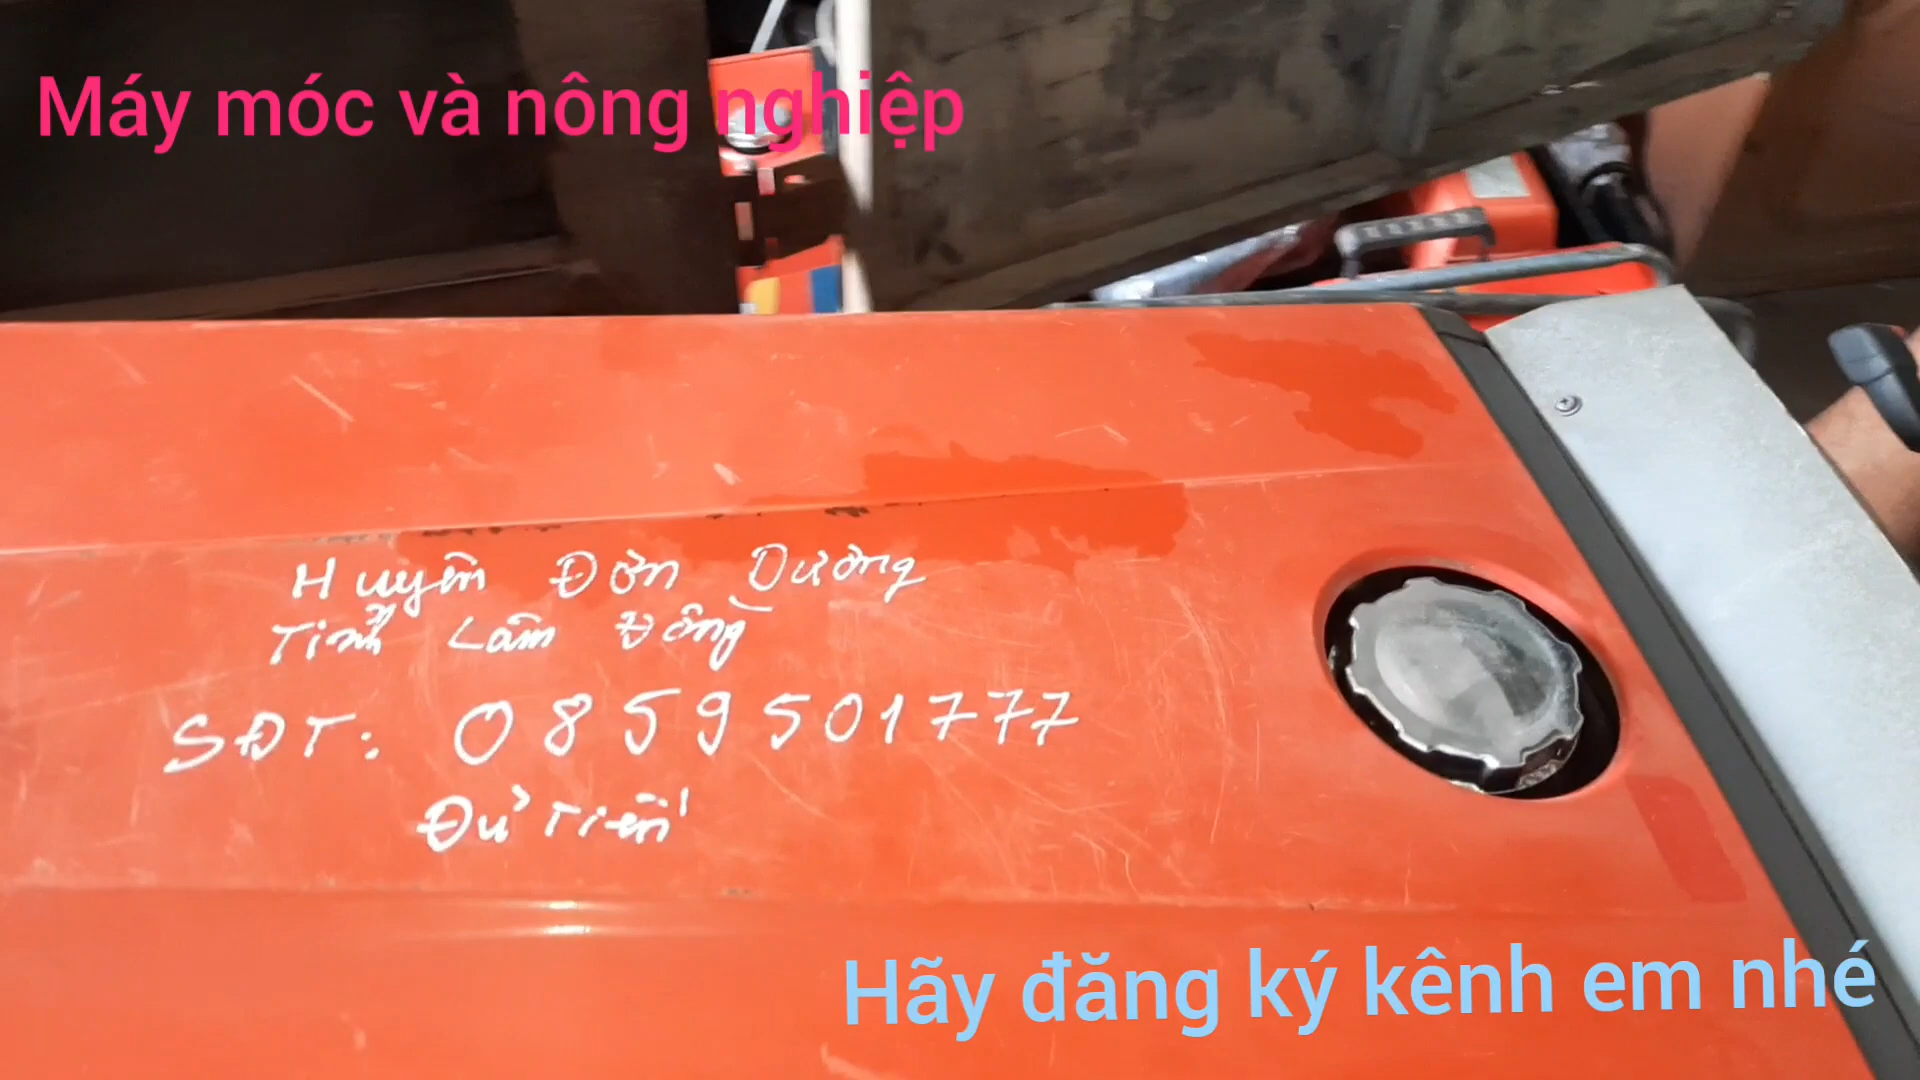 Máy móc và nông nghiệp
Huyện Đơn Dương
Tỉnh Lâm Đồng
SĐT: 0859501777
Đủ Tiền
Hãy đăng ký kênh em nhé